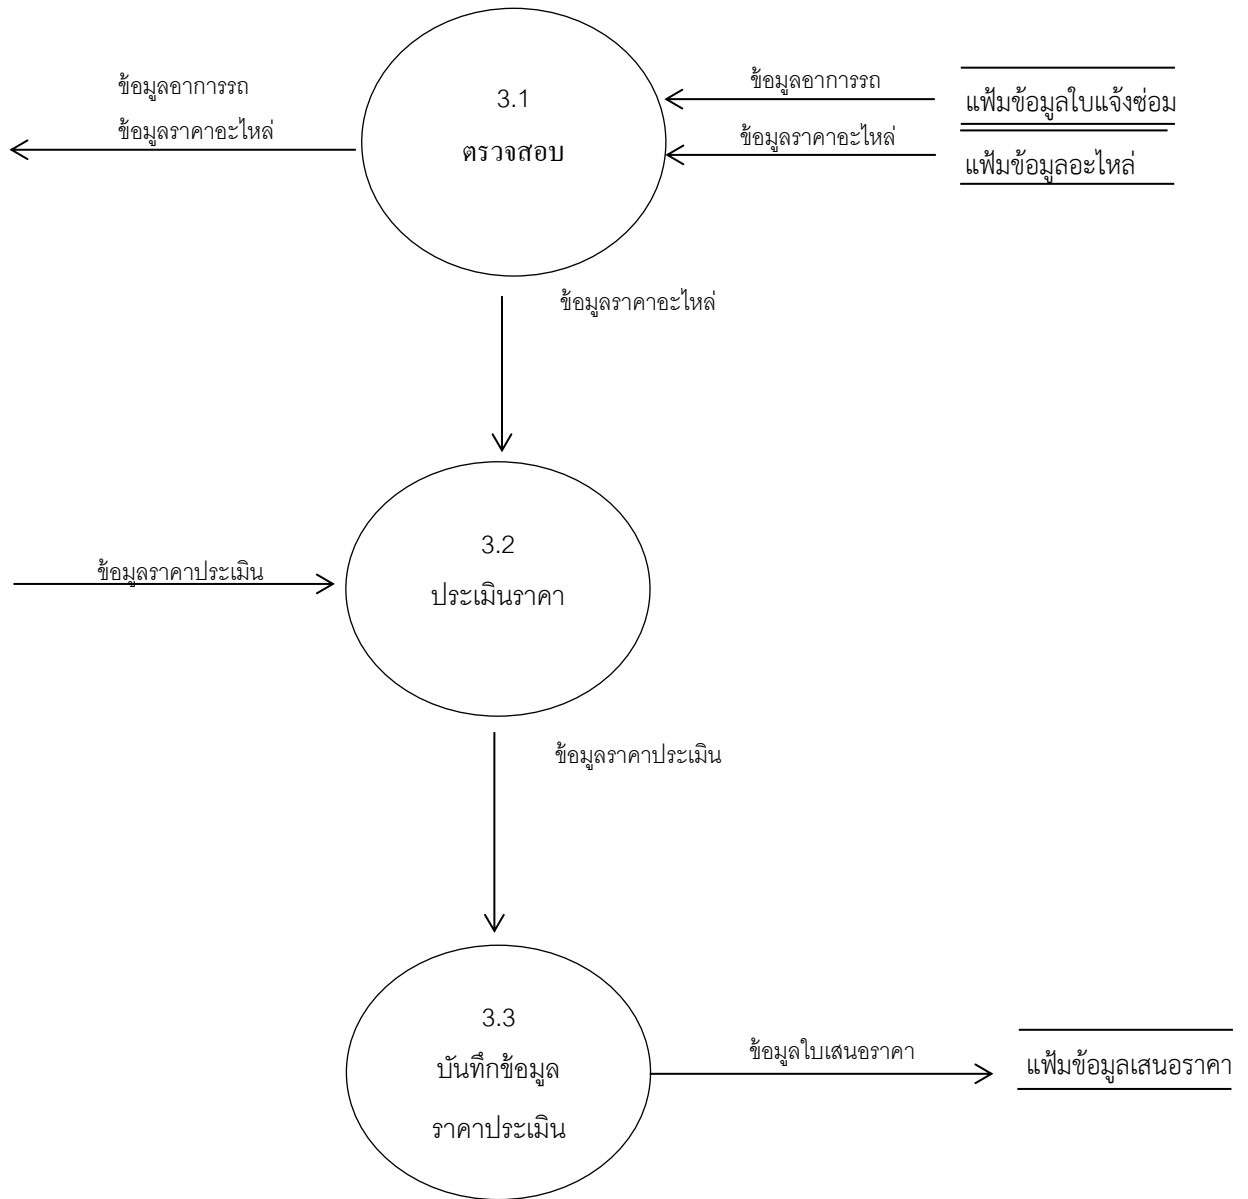 ข้อมูลอาการรถ
ข้อมูลราคาอะไหล่
3.1
ตรวจสอบ
ข้อมูลอาการรถ
ข้อมูลราคาอะไหล่
แฟ้มข้อมูลใบแจ้งซ่อม
แฟ้มข้อมูลอะไหล่
ข้อมูลราคาอะไหล่
ข้อมูลราคาประเมิน
3.2
ประเมินราคา
ข้อมูลราคาประเมิน
3.3
บันทึกข้อมูล
ราคาประเมิน
ข้อมูลใบเสนอราคา
แฟ้มข้อมูลเสนอราคา